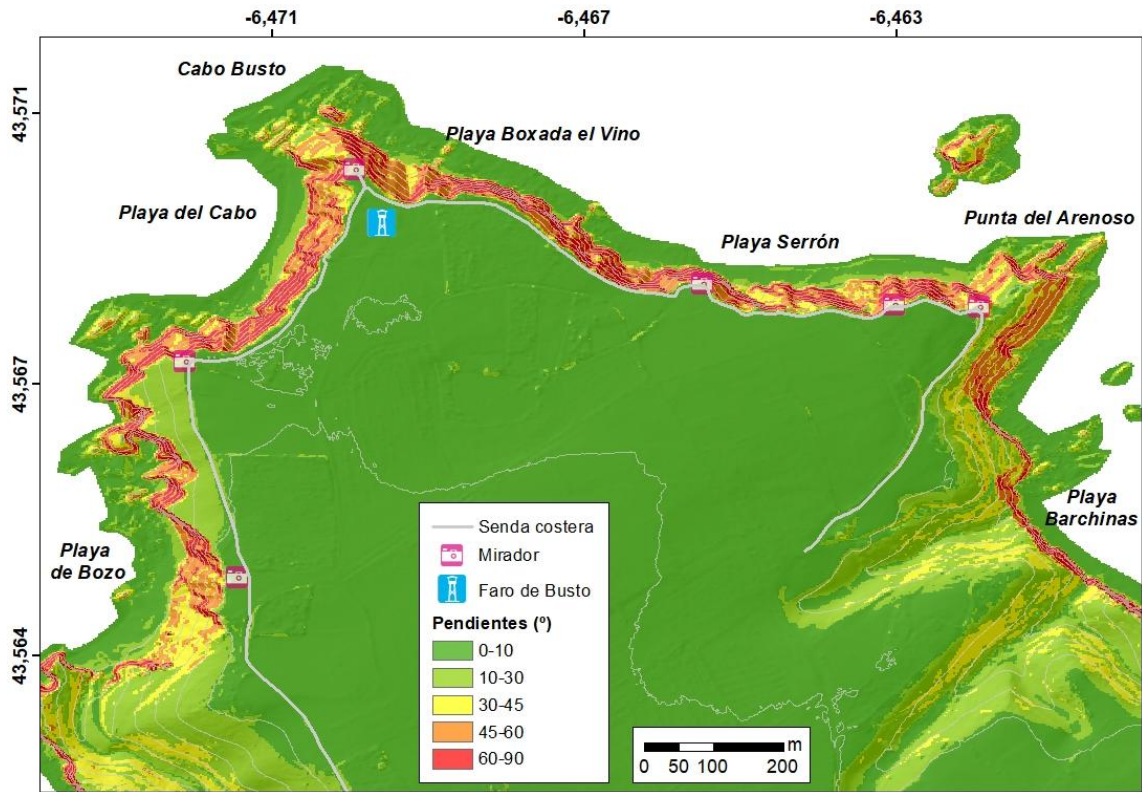 -6,471
-6,467
-6,463
Cabo Busto
43,571
Playa Boxada el Vino
Playa del Cabo
Punta del Arenoso
Playa Serrón
43,567
Playa
Barchinas
Playa
de Bozo
43,564
Senda costera
Mirador
Faro de Busto
Pendientes (º)
0-10
10-30
30-45
45-60
60-90
m
0 50 100 200